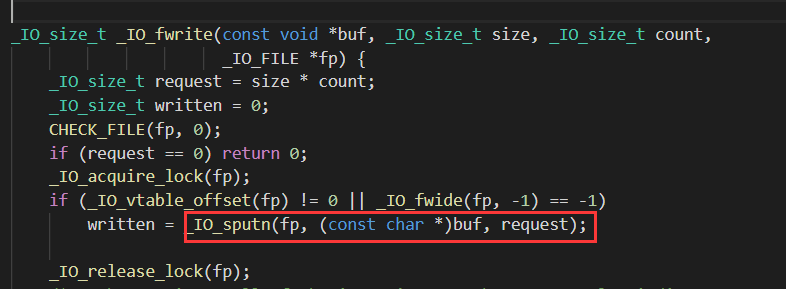 _IO_size_t _IO_fwrite(const void *buf, _IO_size_t size, _IO_size_t count,
_IO_FILE *fp) {
_IO_size_t request = size * count;
_IO_size_t written = 0;
CHECK_FILE(fp, 0);
if (request == 0) return 0;
_IO_acquire_lock(fp);
if (_IO_vtable_offset(fp) != 0 || _IO_fwide(fp, -1) == -1)
written = _IO_sputn(fp, (const char *)buf, request);
_IO_release_lock(fp);